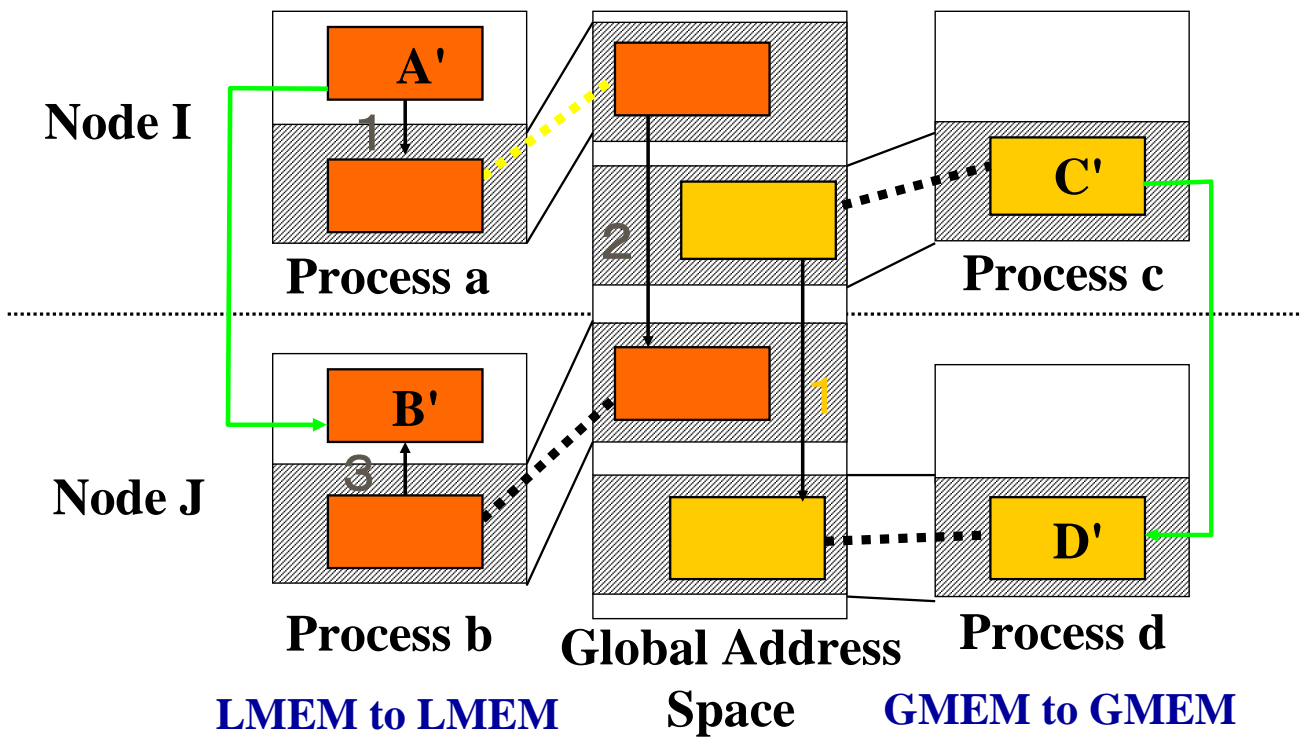 A'
Node I
1
C'
2
Process a
Process c
B'
1
3
Node J
D'
Process b
Process d
Global Address
Space
LMEM to LMEM
GMEM to GMEM